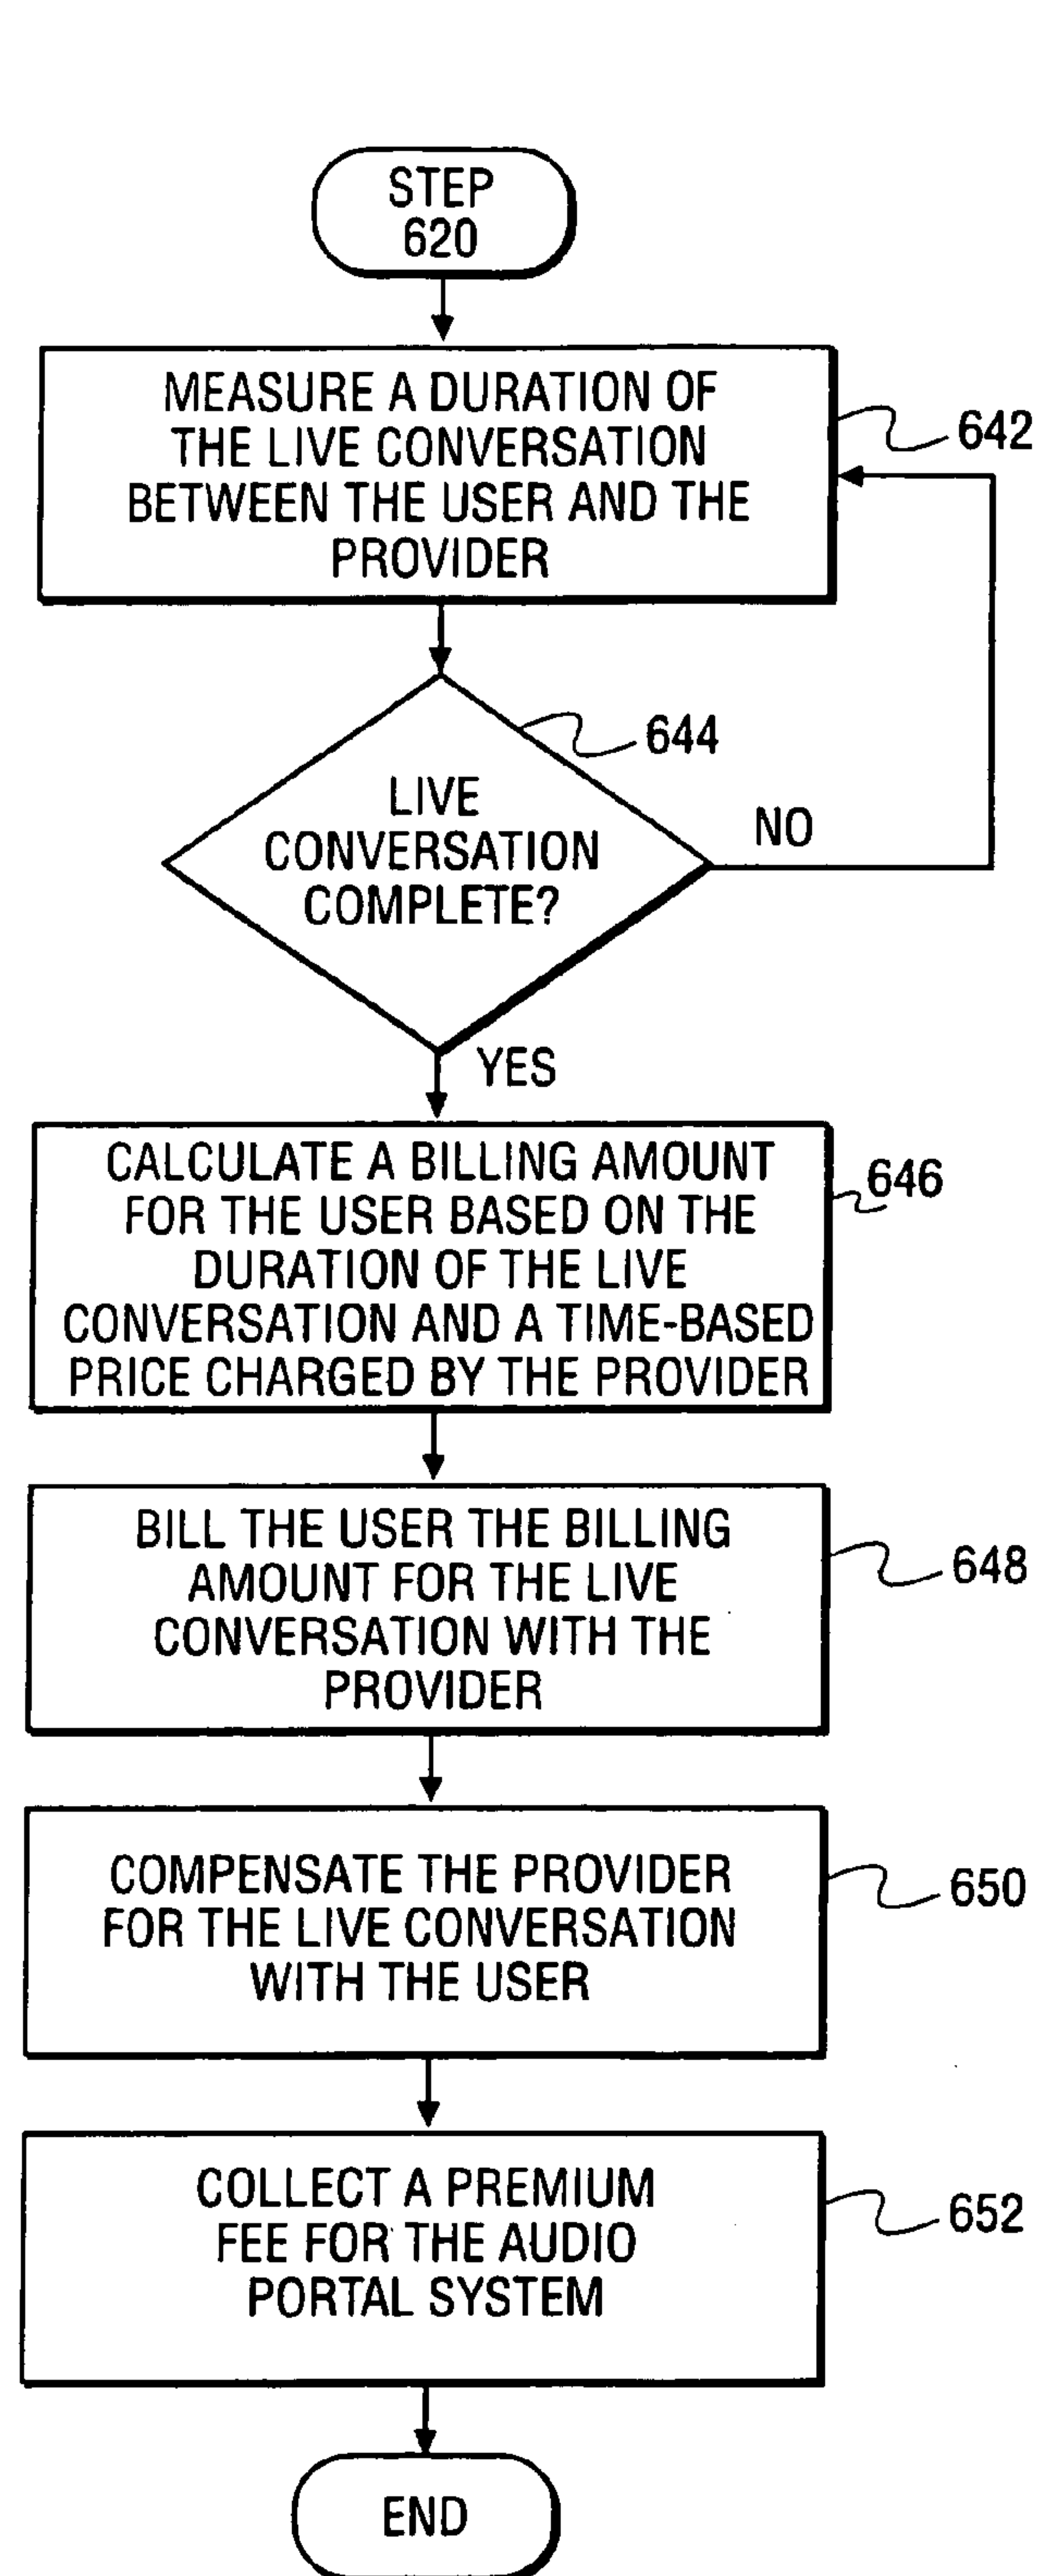 STEP
620
MEASURE A DURATION OF
THE LIVE CONVERSATION
BETWEEN THE USER AND THE
PROVIDER
642
644
LIVE
CONVERSATION
COMPLETE?
NO
YES
CALCULATE A BILLING AMOUNT
FOR THE USER BASED ON THE
DURATION OF THE LIVE
CONVERSATION AND A TIME-BASED
PRICE CHARGED BY THE PROVIDER
646
BILL THE USER THE BILLING
AMOUNT FOR THE LIVE
CONVERSATION WITH THE
PROVIDER
648
COMPENSATE THE PROVIDER
FOR THE LIVE CONVERSATION
WITH THE USER
650
COLLECT A PREMIUM
FEE FOR THE AUDIO
PORTAL SYSTEM
652
END